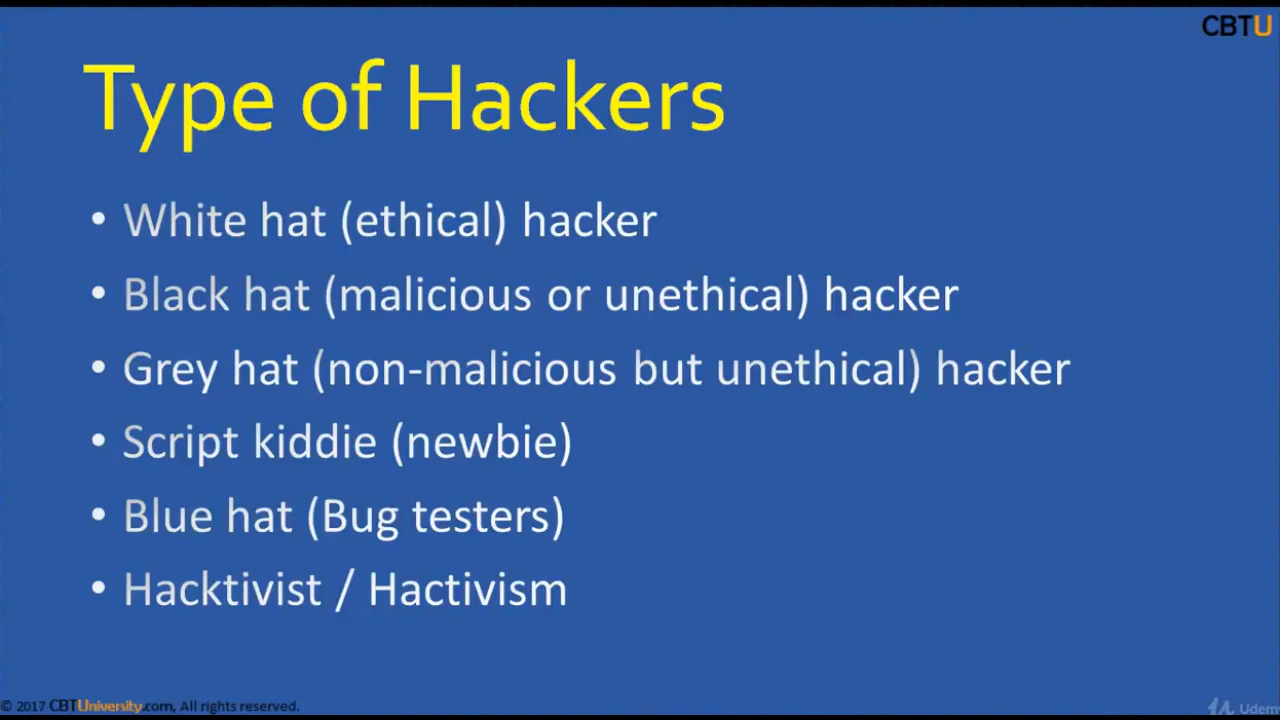 CBTU
Type of Hackers
• White hat (ethical) hacker
• Black hat (malicious or unethical) hacker
• Grey hat (non-malicious but unethical) hacker
• Script kiddie (newbie)
• Blue hat (Bug testers)
• Hacktivist / Hactivism
© 2017 CBTUniversity.com, All rights reserved.